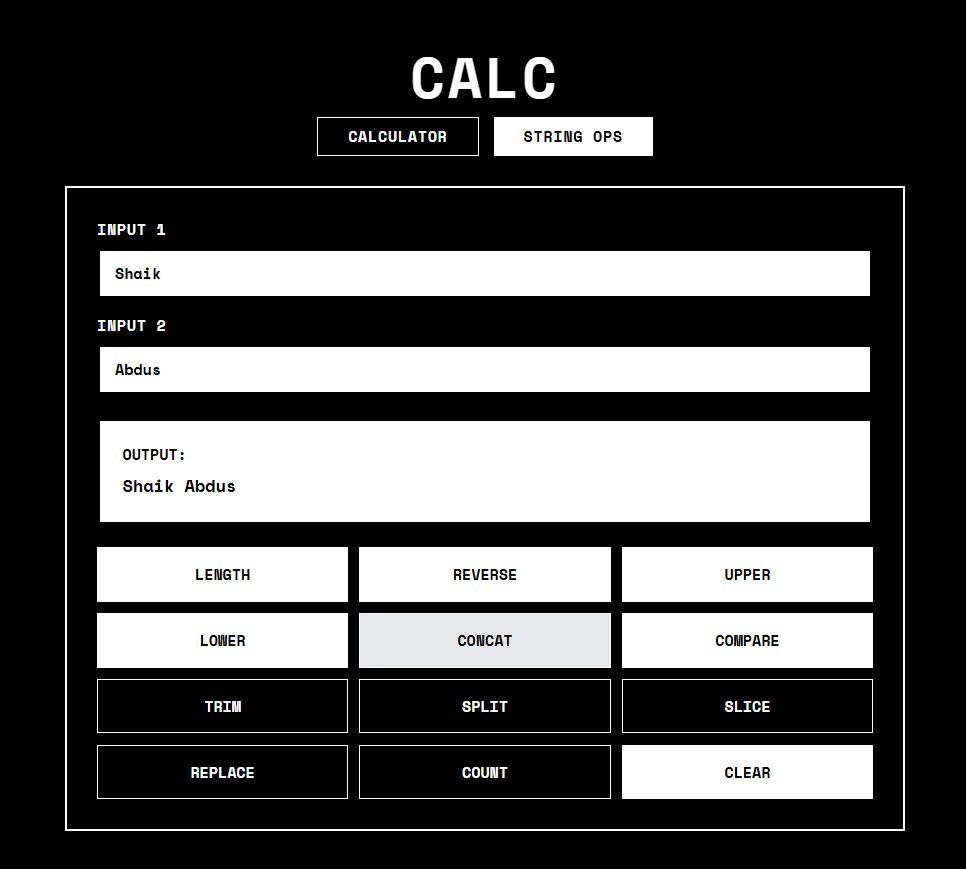 CALC
CALCULATOR STRING OPS
INPUT 1
Shaik
INPUT 2
Abdus
OUTPUT:
Shaik Abdus
LENGTH REVERSE UPPER
LOWER CONCAT COMPARE
TRIM SPLIT SLICE
REPLACE COUNT CLEAR